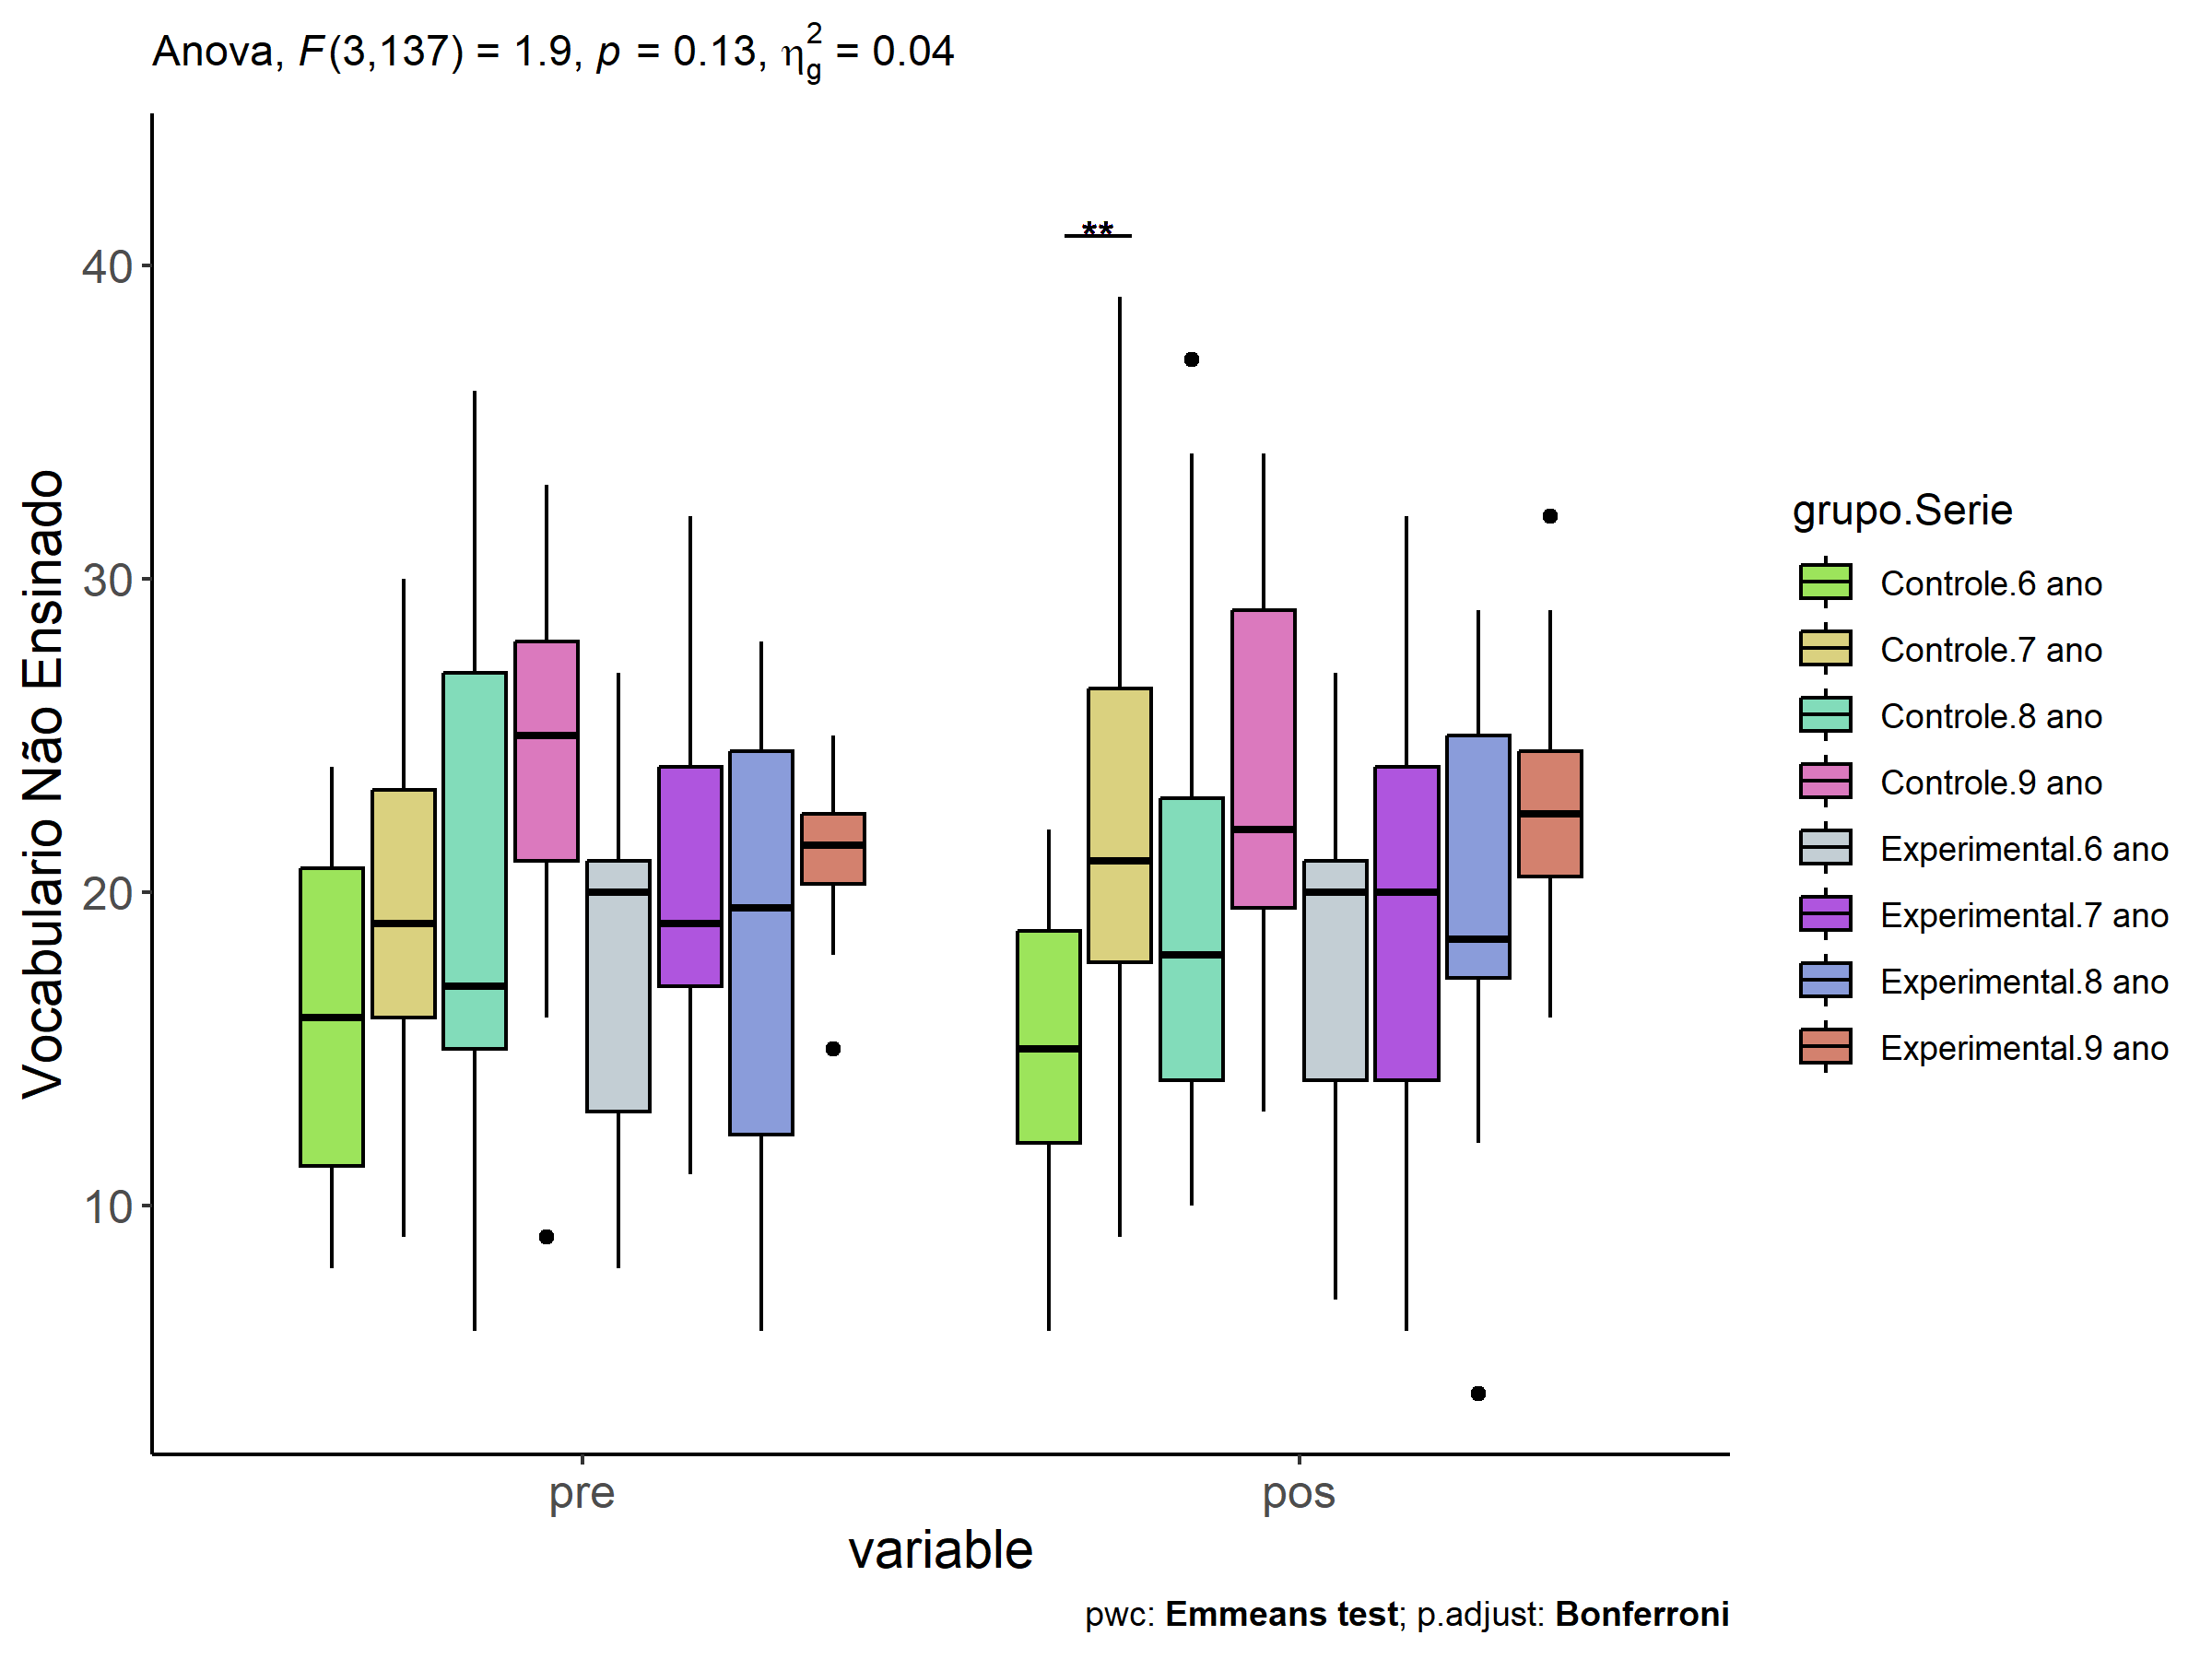 Anova, F(3,137) = 1.9, p = 0.13, η²g = 0.04
Vocabulario Não Ensinado
40
30
20
10
**
pre
pos
variable
grupo.Serie
Controle.6 ano
Controle.7 ano
Controle.8 ano
Controle.9 ano
Experimental.6 ano
Experimental.7 ano
Experimental.8 ano
Experimental.9 ano
pwc: Emmeans test; p.adjust: Bonferroni